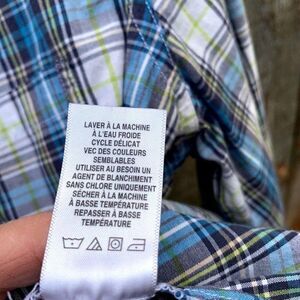 LAVER À LA MACHINE
À L'EAU FROIDE
CYCLE DÉLICAT
VEC DES COULEURS
SEMBLABLES
UTILISER AU BESOIN UN
AGENT DE BLANCHIMENT
SANS CHLORE UNIQUEMENT
SÉCHER À LA MACHINE
À BASSE TEMPÉRATURE
REPASSER À BASSE
TEMPÉRATURE